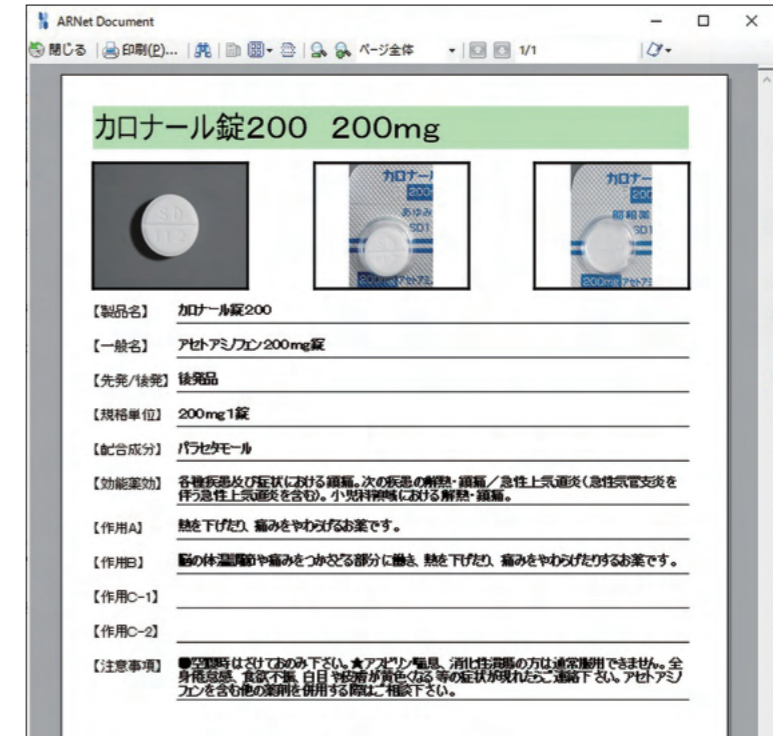 ARNet Document
閉じる 印刷(P)... ページ全体 1/1
カロナール錠200 200mg
SD
112
カロナール
200
あゆみ
SD1
200mg アセトアミ
カロナー
200
昭和薬
SD1
200mg アセトア
【製品名】 カロナール錠200
【一般名】 アセトアミノフェン200mg錠
【先発/後発】 後発品
【規格単位】 200mg1錠
【配合成分】 パラセタモール
【効能薬効】 各種疾患及び症状における鎮痛。次の疾患の解熱・鎮痛/急性上気道炎(急性気管支炎を
伴う急性上気道炎を含む)。小児科領域における解熱・鎮痛。
【作用A】 熱を下げたり、痛みをやわらげるお薬です。
【作用B】 脳の体温調節や痛みをつかさどる部分に働き、熱を下げたり、痛みをやわらげたりするお薬です。
【作用C-1】
【作用C-2】
【注意事項】 ●空腹時はさけておのみ下さい。★アスピリン喘息、消化性潰瘍の方は通常服用できません。全
身倦怠感、食欲不振、白目や皮膚が黄色くなる等の症状が現れたらご連絡下さい。アセトアミノ
フェンを含む他の薬剤を併用する際はご相談下さい。